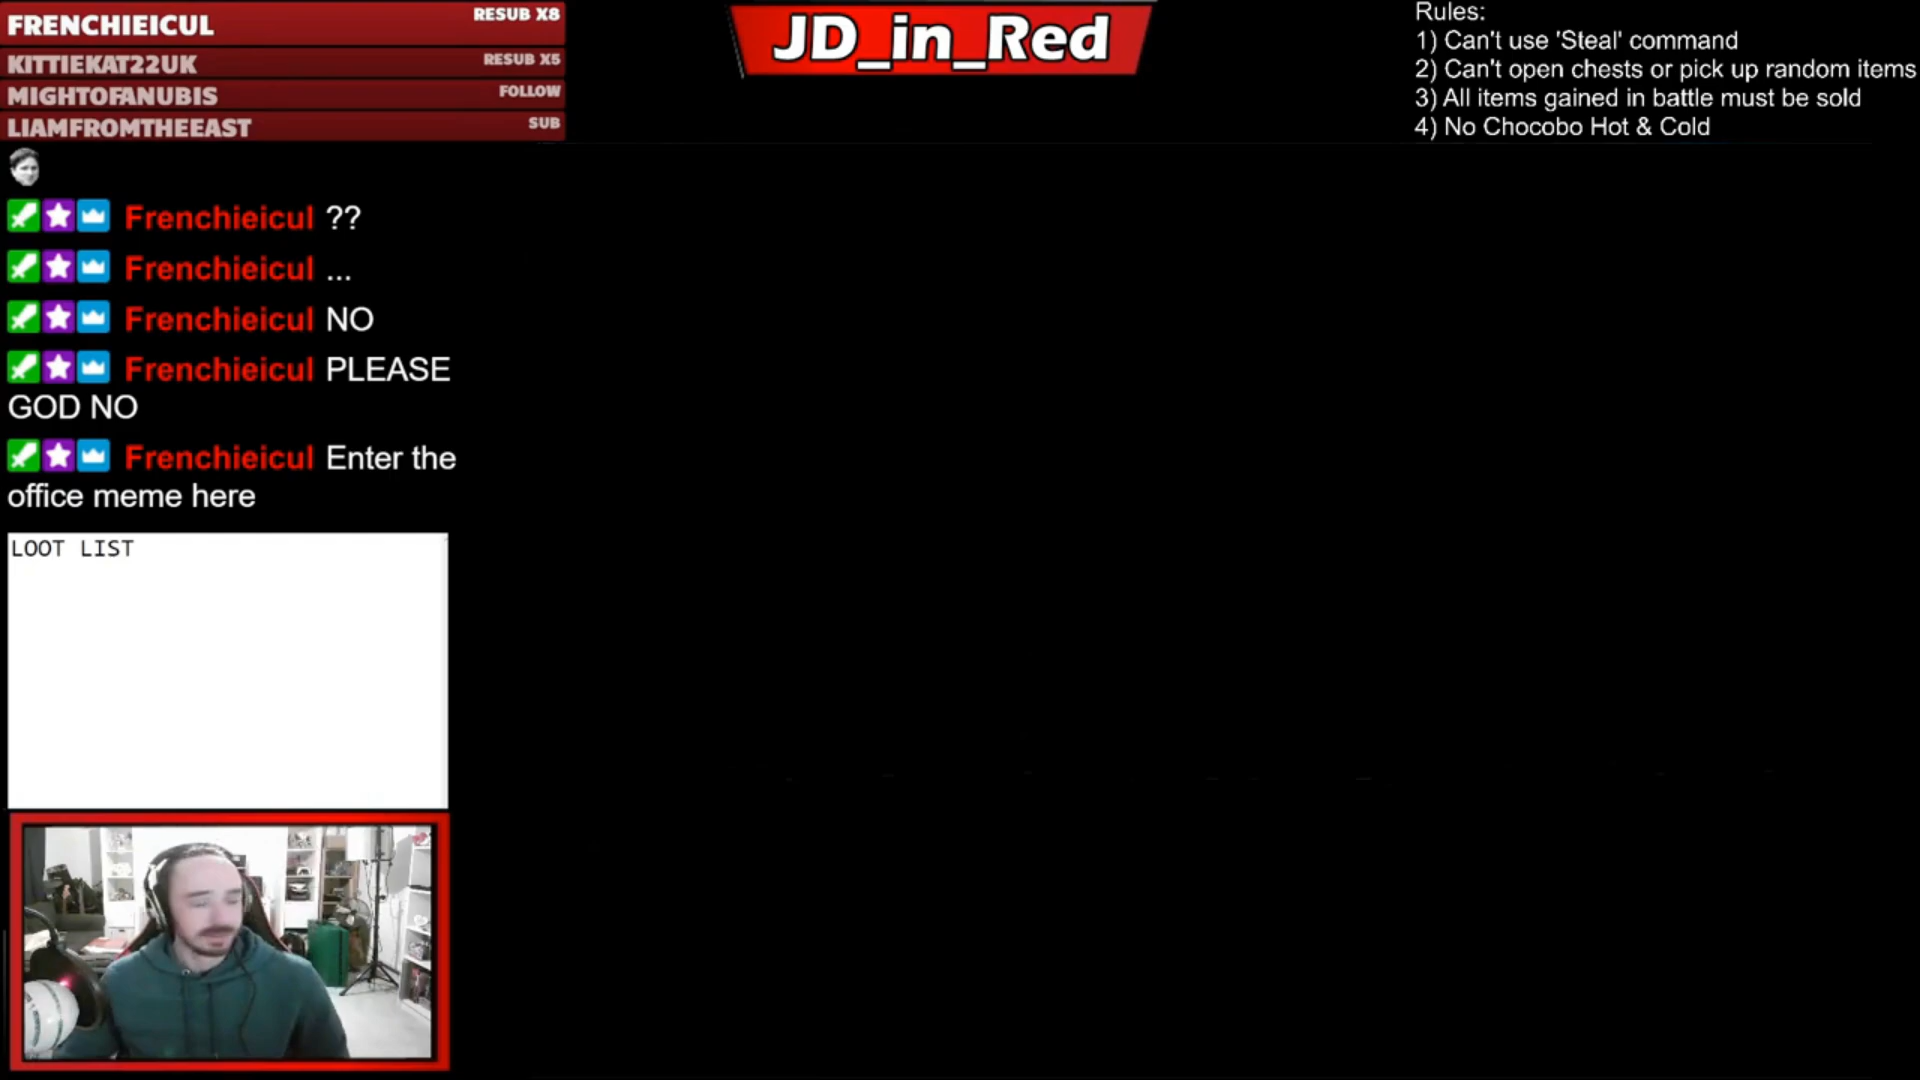 FRENCHIEICUL RESUB X8
KITTIEKAT22UK RESUB X5
MIGHTOFANUBIS FOLLOW
LIAMFROMTHEEAST SUB
JD_in_Red
Rules:
1) Can't use 'Steal' command
2) Can't open chests or pick up random items
3) All items gained in battle must be sold
4) No Chocobo Hot & Cold
Frenchieicul ??
Frenchieicul ...
Frenchieicul NO
Frenchieicul PLEASE
GOD NO
Frenchieicul Enter the
office meme here
LOOT LIST